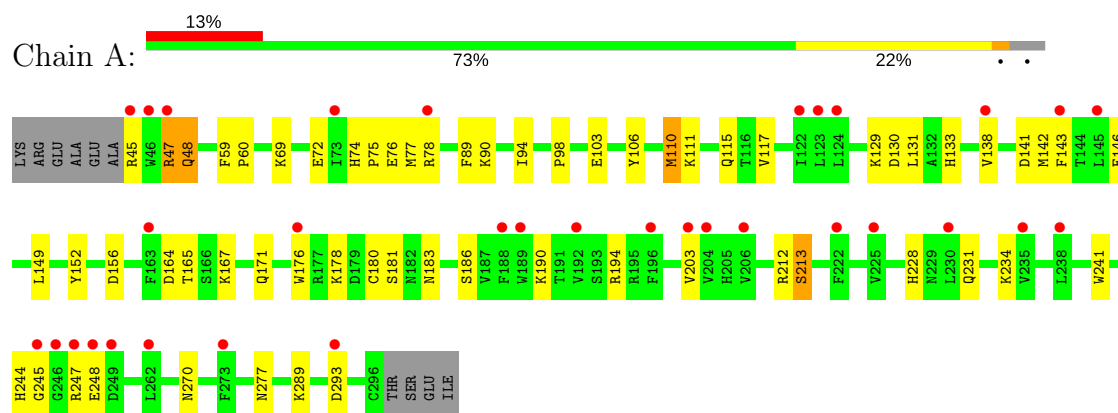 13%
Chain A:
73% 22% • •
LYS ARG GLU ALA GLU ALA R45 W46 R47 Q48 F59 P60 K69 E72 I73 H74 P75 E76 M77 R78 F89 K90 I94 P98 E103 Y106 M110 K111 Q115 T116 V117 I122 L123 L124 K129 D130 L131 A132 H133 V138 D141 M142 F143 T144 L145
L149 Y152 D156 F163 D164 T165 S166 K167 Q171 W176 R177 K178 D179 C180 S181 N182 N183 S186 V187 F188 W189 K190 T191 V192 S193 R194 R195 F196 V203 V204 H205 V206 R212 S213 F222 V225 H228 N229 L230 Q231 K234 V235 L238 W241
H244 G245 G246 R247 E248 D249 L262 N270 F273 N277 K289 D293 C296 THR SER GLU ILE